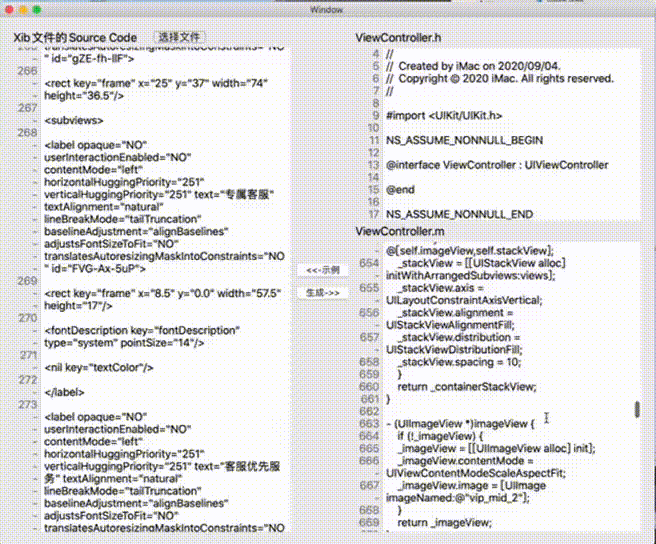 Window
Xib文件的Source Code
选择文件
translatesAutoresizingMaskIntoConstraints="NO
- " id="gZE-fh-IIF">
266
- <rect key="frame" x="25" y="37" width="74"
- height="36.5"/>
267
- <subviews>
268
- <label opaque="NO"
- userInteractionEnabled="NO"
- contentMode="left"
- horizontalHuggingPriority="251"
- verticalHuggingPriority="251" text="专属客服"
- textAlignment="natural"
- lineBreakMode="tailTruncation"
- baselineAdjustment="alignBaselines"
- adjustsFontSizeToFit="NO"
- translatesAutoresizingMaskIntoConstraints="NO
- " id="FVG-Ax-5uP">
269
- <rect key="frame" x="8.5" y="0.0" width="57.5"
- height="17"/>
270
- <fontDescription key="fontDescription"
- type="system" pointSize="14"/>
271
- <nil key="textColor"/>
272
- </label>
273
- <label opaque="NO"
- userInteractionEnabled="NO"
- contentMode="left"
- horizontalHuggingPriority="251"
- verticalHuggingPriority="251" text="客服优先服
- 务" textAlignment="natural"
- lineBreakMode="tailTruncation"
- baselineAdjustment="alignBaselines"
- adjustsFontSizeToFit="NO"
- translatesAutoresizingMaskIntoConstraints="NO
<<-示例
生成->>
ViewController.h
4 //
5 // Created by iMac on 2020/09/04.
6 // Copyright © 2020 iMac. All rights reserved.
7 //
8
9 #import <UIKit/UIKit.h>
10
11 NS_ASSUME_NONNULL_BEGIN
12
13 @interface ViewController : UIViewController
14
15 @end
16
17 NS_ASSUME_NONNULL_END
ViewController.m
- @[self.imageView,self.stackView];
654 _stackView = [[UIStackView alloc]
- initWithArrangedSubviews:views];
655 _stackView.axis =
- UILayoutConstraintAxisVertical;
656 _stackView.alignment =
- UIStackViewAlignmentFill;
657 _stackView.distribution =
- UIStackViewDistributionFill;
658 _stackView.spacing = 10;
659 }
660 return _containerStackView;
661 }
662
663 - (UIImageView *)imageView {
664 if (!_imageView) {
665 _imageView = [[UIImageView alloc] init];
666 _imageView.contentMode =
- UIViewContentModeScaleAspectFit;
667 _imageView.image = [UIImage
- imageNamed:@"vip_mid_2"];
668 }
669 return _imageView;